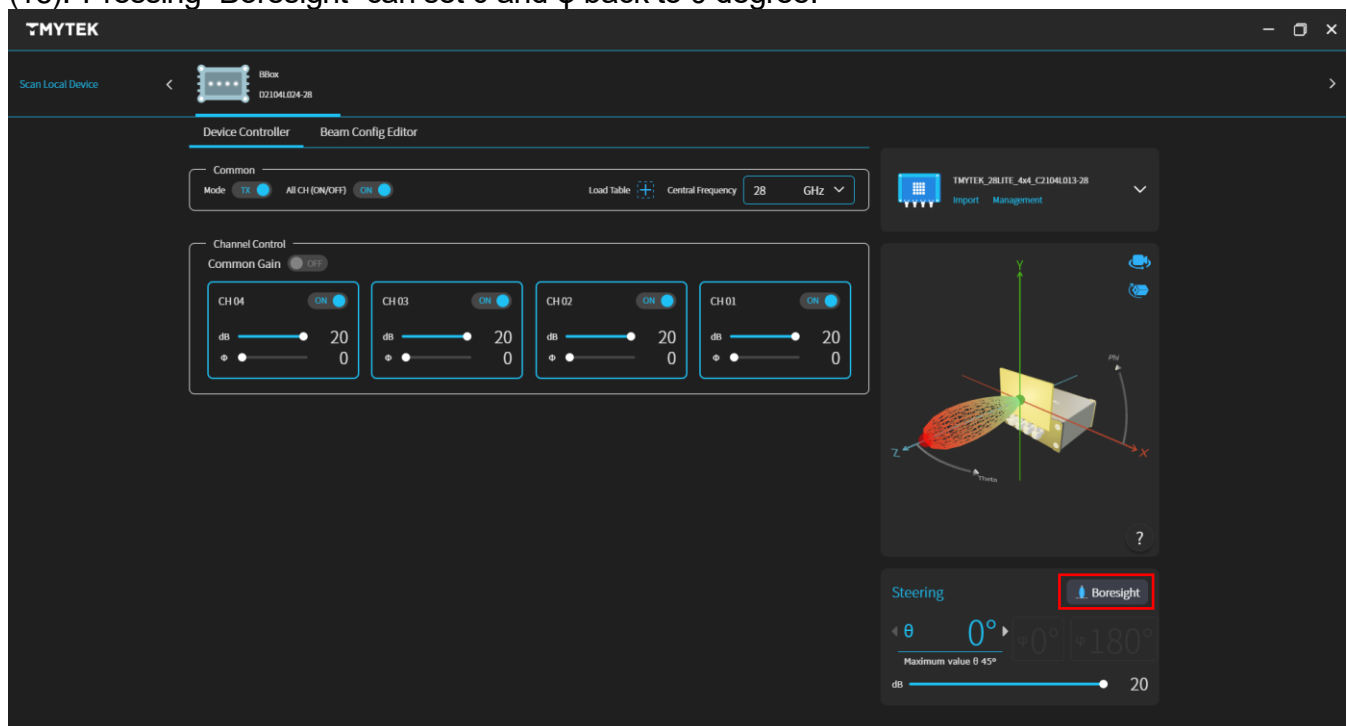 (18). Pressing "Boresight" can set θ and φ back to 0 degree.
TMYTEK
Scan Local Device
BBox
D2104L024-28
Device Controller Beam Config Editor
Common
Mode TX All CH (ON/OFF) ON Load Table Central Frequency 28 GHz
TMYTEK_28LITE_4x4_C2104L013-28
Import Management
Channel Control
Common Gain OFF
CH 04 ON CH 03 ON CH 02 ON CH 01 ON
dB 20 dB 20 dB 20 dB 20
Φ 0 Φ 0 Φ 0 Φ 0
Y
Phi
Z
X
Theta
?
Steering Boresight
θ 0° φ0° φ180°
Maximum value θ 45º
dB 20